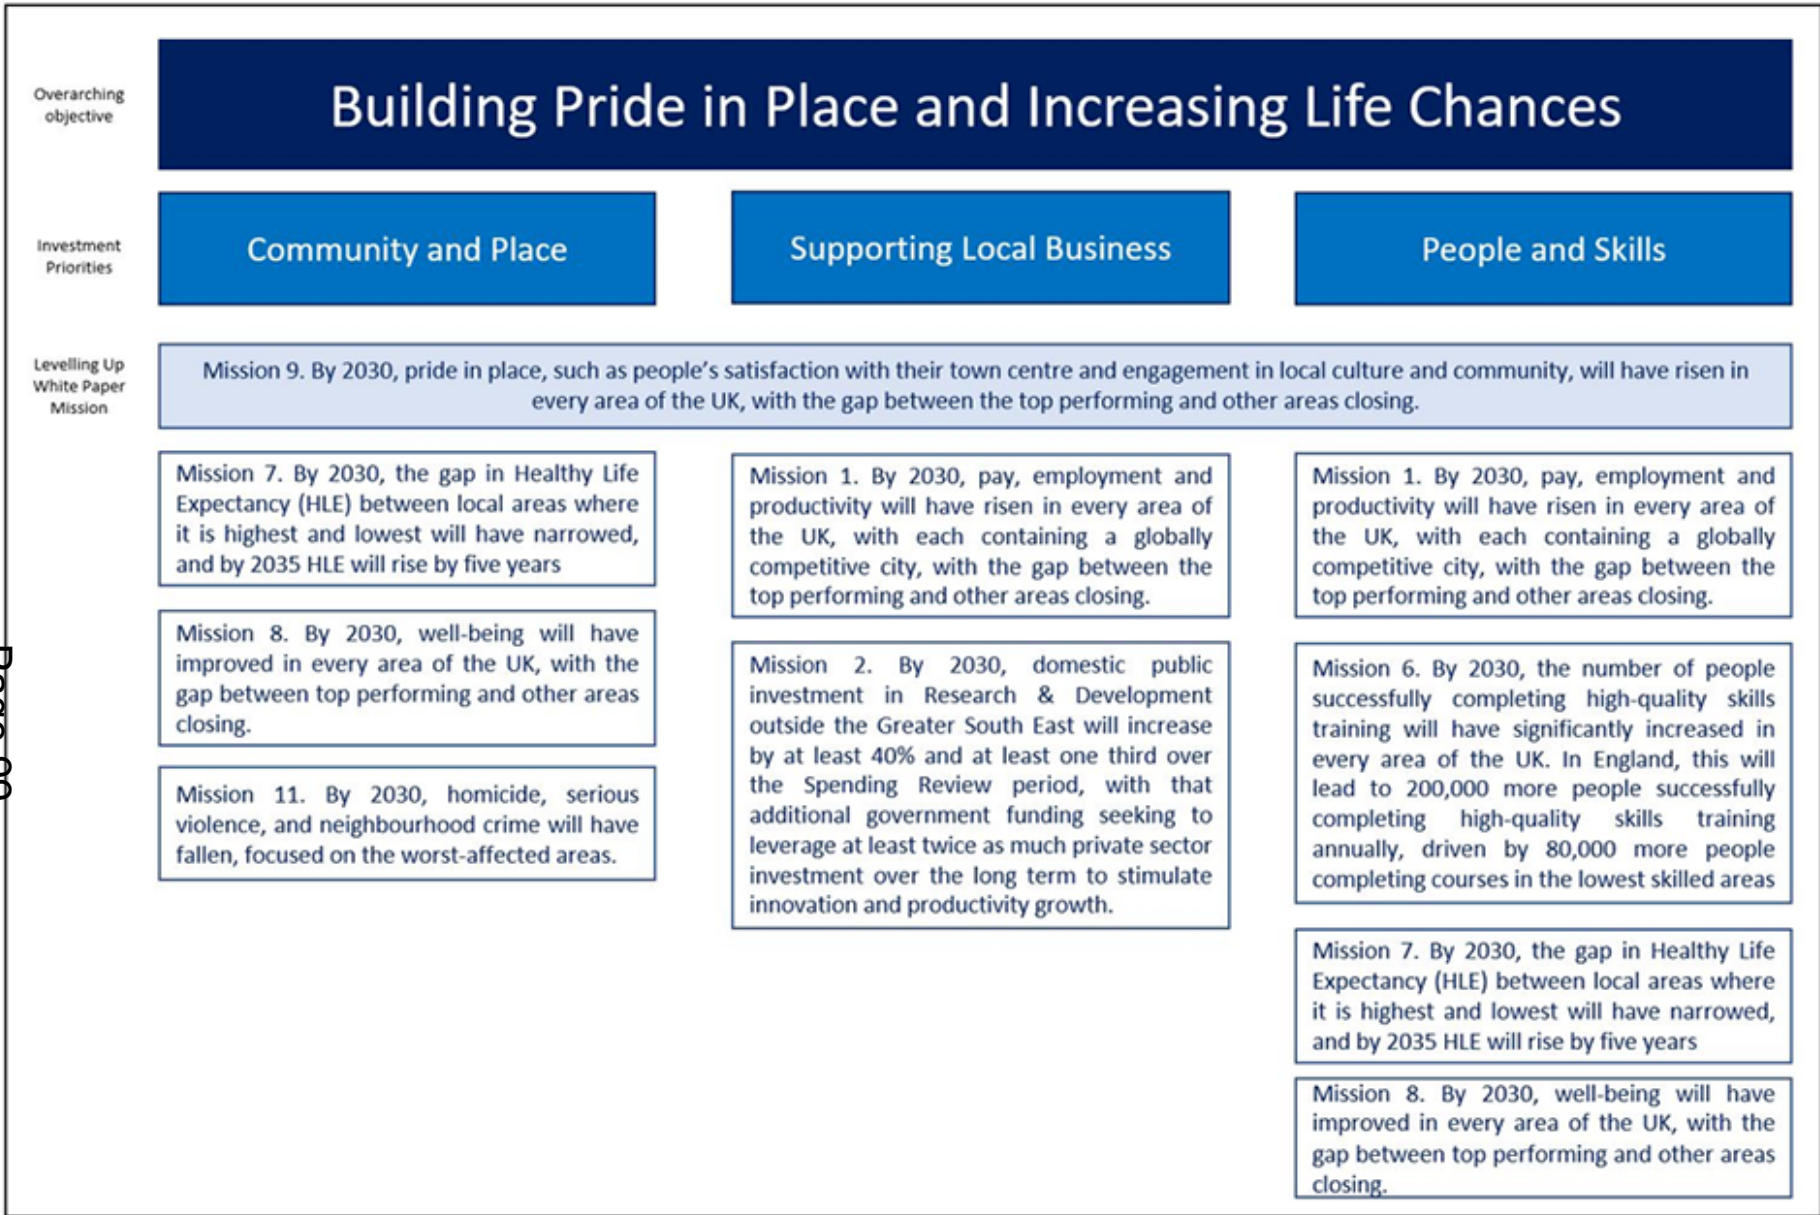 Overarching
objective
Building Pride in Place and Increasing Life Chances
Investment
Priorities
Community and Place
Supporting Local Business
People and Skills
Levelling Up
White Paper
Mission
Mission 9. By 2030, pride in place, such as people's satisfaction with their town centre and engagement in local culture and community, will have risen in
every area of the UK, with the gap between the top performing and other areas closing.
Mission 7. By 2030, the gap in Healthy Life
Expectancy (HLE) between local areas where
it is highest and lowest will have narrowed,
and by 2035 HLE will rise by five years
Mission 8. By 2030, well-being will have
improved in every area of the UK, with the
gap between top performing and other areas
closing.
Mission 11. By 2030, homicide, serious
violence, and neighbourhood crime will have
fallen, focused on the worst-affected areas.
Mission 1. By 2030, pay, employment and
productivity will have risen in every area of
the UK, with each containing a globally
competitive city, with the gap between the
top performing and other areas closing.
Mission 2. By 2030, domestic public
investment in Research & Development
outside the Greater South East will increase
by at least 40% and at least one third over
the Spending Review period, with that
additional government funding seeking to
leverage at least twice as much private sector
investment over the long term to stimulate
innovation and productivity growth.
Mission 1. By 2030, pay, employment and
productivity will have risen in every area of
the UK, with each containing a globally
competitive city, with the gap between the
top performing and other areas closing.
Mission 6. By 2030, the number of people
successfully completing high-quality skills
training will have significantly increased in
every area of the UK. In England, this will
lead to 200,000 more people successfully
completing high-quality skills training
annually, driven by 80,000 more people
completing courses in the lowest skilled areas
Mission 7. By 2030, the gap in Healthy Life
Expectancy (HLE) between local areas where
it is highest and lowest will have narrowed,
and by 2035 HLE will rise by five years
Mission 8. By 2030, well-being will have
improved in every area of the UK, with the
gap between top performing and other areas
closing.